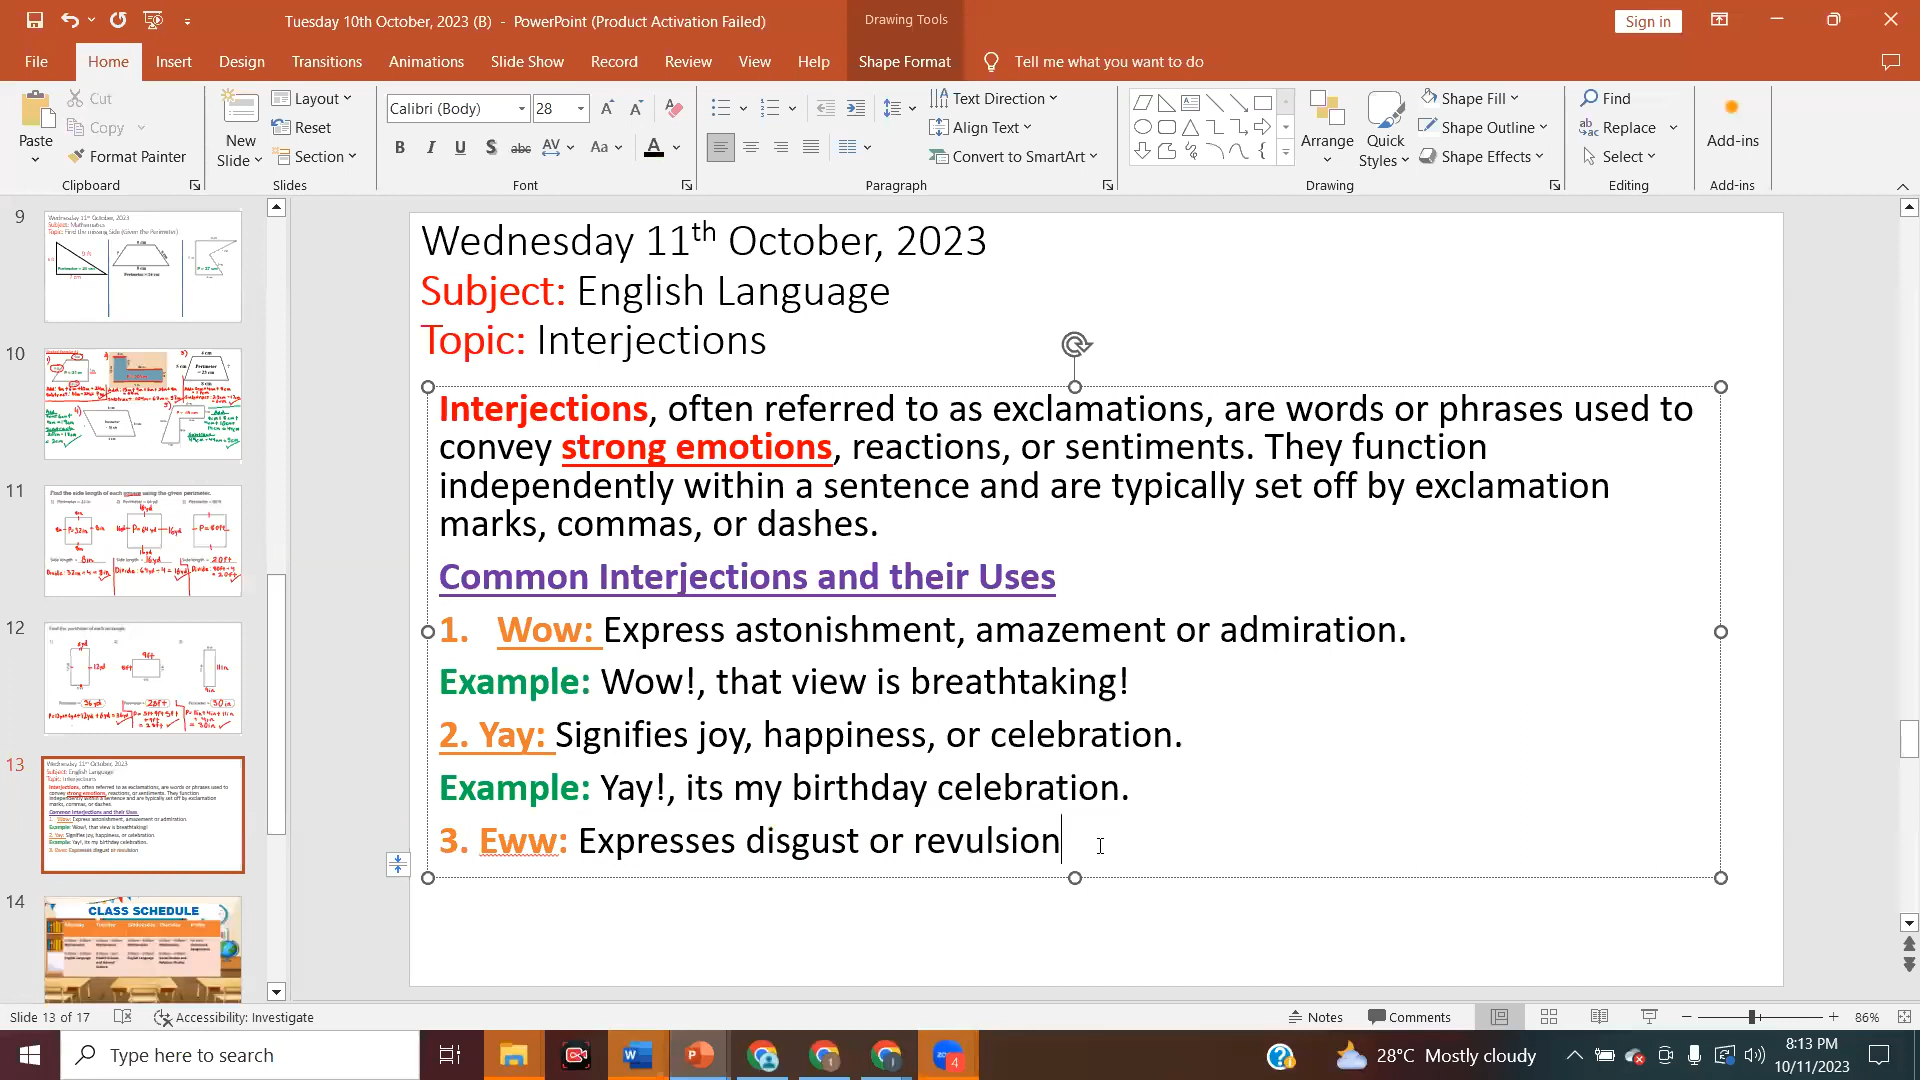 Tuesday 10th October, 2023 (B) - PowerPoint (Product Activation Failed)
Drawing Tools
Sign in
File
Home
Insert
Design
Transitions
Animations
Slide Show
Record
Review
View
Help
Shape Format
Tell me what you want to do
Paste
Cut
Copy
Format Painter
Clipboard
New Slide
Layout
Reset
Section
Slides
Calibri (Body)
28
Font
Text Direction
Align Text
Convert to SmartArt
Paragraph
Arrange
Quick Styles
Shape Fill
Shape Outline
Shape Effects
Drawing
Find
Replace
Select
Editing
Add-ins
Add-ins
9
10
11
12
13
14
CLASS SCHEDULE
Wednesday 11th October, 2023
Subject: English Language
Topic: Interjections
Interjections, often referred to as exclamations, are words or phrases used to
convey strong emotions, reactions, or sentiments. They function
independently within a sentence and are typically set off by exclamation
marks, commas, or dashes.
Common Interjections and their Uses
1. Wow: Express astonishment, amazement or admiration.
Example: Wow!, that view is breathtaking!
2. Yay: Signifies joy, happiness, or celebration.
Example: Yay!, its my birthday celebration.
3. Eww: Expresses disgust or revulsion
Slide 13 of 17
Accessibility: Investigate
Notes
Comments
86%
Type here to search
4
28°C Mostly cloudy
8:13 PM
10/11/2023